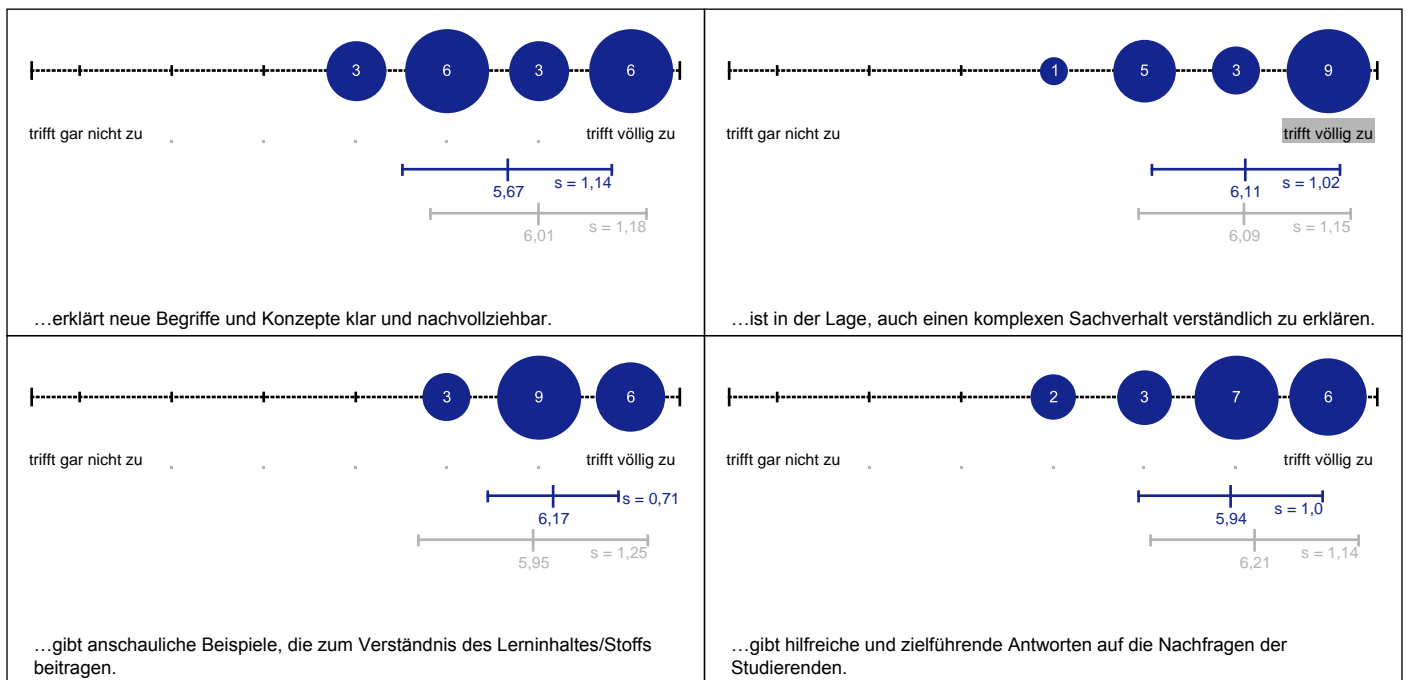 3 6 3 6
trifft gar nicht zu . . . . . trifft völlig zu
5,67 s = 1,14
6,01 s = 1,18
…erklärt neue Begriffe und Konzepte klar und nachvollziehbar.
1 5 3 9
trifft gar nicht zu trifft völlig zu
6,11 s = 1,02
6,09 s = 1,15
…ist in der Lage, auch einen komplexen Sachverhalt verständlich zu erklären.
3 9 6
trifft gar nicht zu . . . . . trifft völlig zu
6,17 s = 0,71
5,95 s = 1,25
…gibt anschauliche Beispiele, die zum Verständnis des Lerninhaltes/Stoffs
beitragen.
2 3 7 6
trifft gar nicht zu . . . . . trifft völlig zu
5,94 s = 1,0
6,21 s = 1,14
…gibt hilfreiche und zielführende Antworten auf die Nachfragen der
Studierenden.